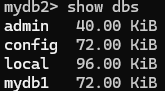 mydb2> show dbs
admin    40.00 KiB
config   72.00 KiB
local    96.00 KiB
mydb1    72.00 KiB